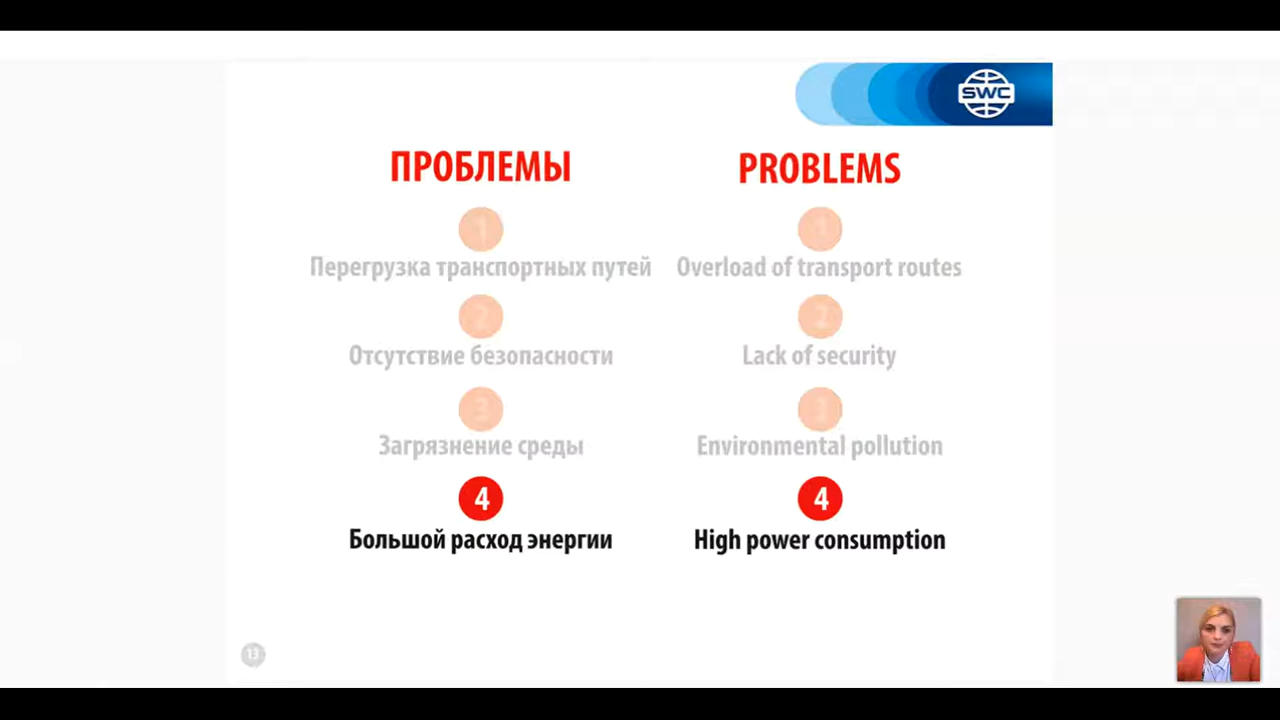 SWC
ПРОБЛЕМЫ
1
Перегрузка транспортных путей
2
Отсутствие безопасности
3
Загрязнение среды
4
Большой расход энергии
PROBLEMS
1
Overload of transport routes
2
Lack of security
3
Environmental pollution
4
High power consumption
13